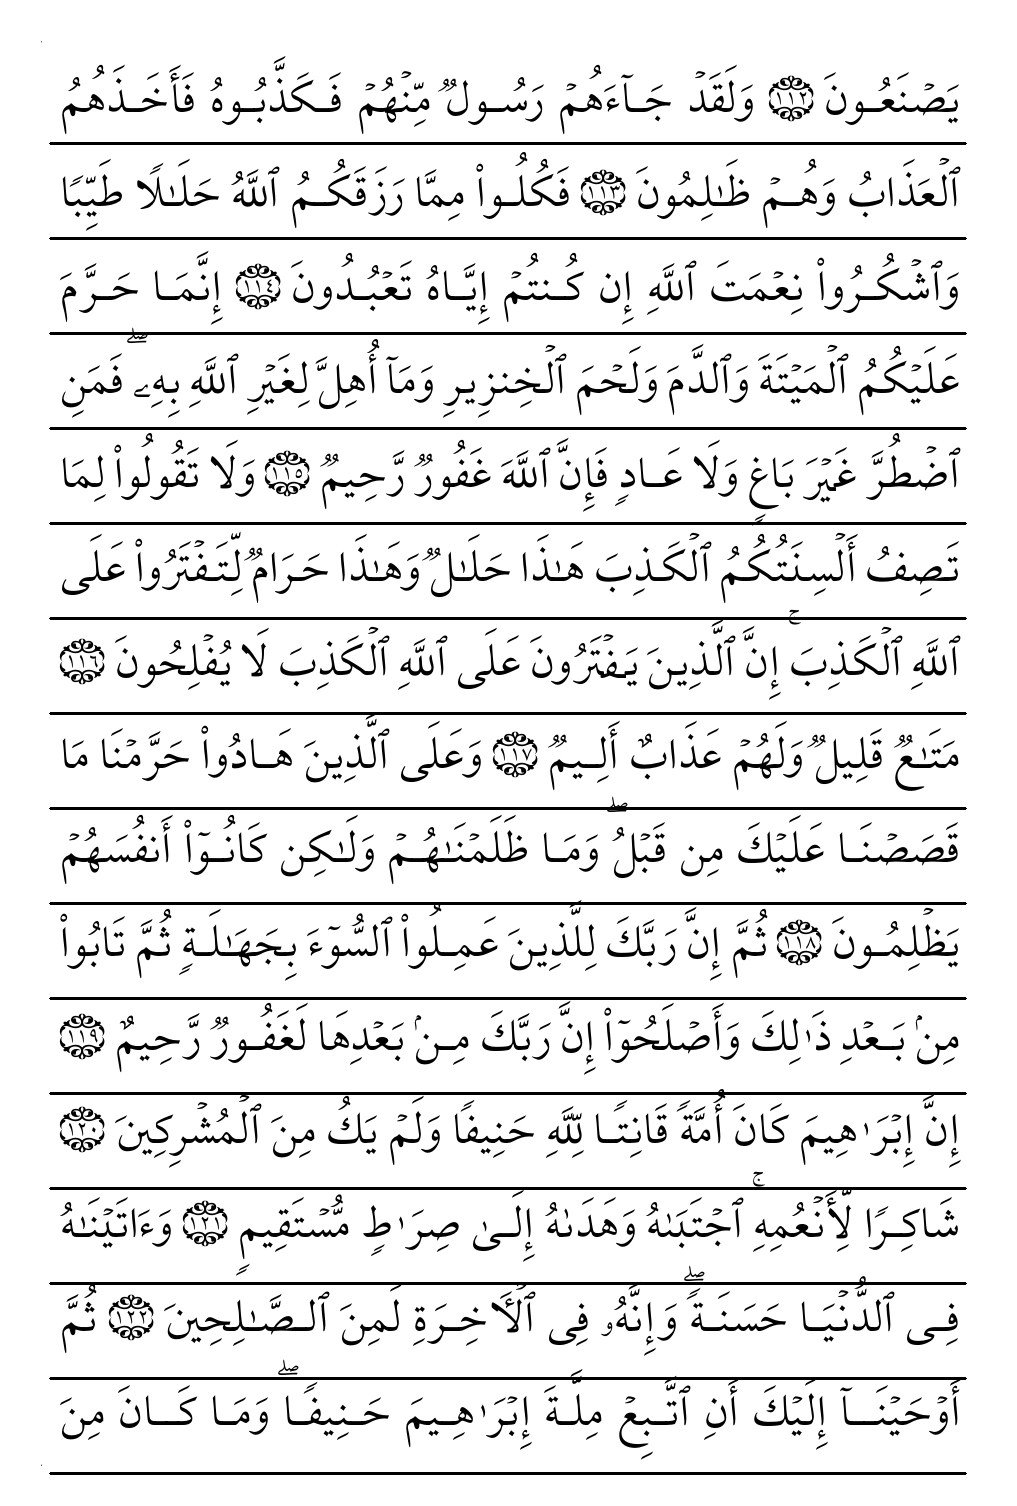 يَصۡنَعُونَ ١١٢ وَلَقَدۡ جَآءَهُمۡ رَسُولٞ مِّنۡهُمۡ فَكَذَّبُوهُ فَأَخَذَهُمُ
ٱلۡعَذَابُ وَهُمۡ ظَٰلِمُونَ ١١٣ فَكُلُواْ مِمَّا رَزَقَكُمُ ٱللَّهُ حَلَٰلٗا طَيِّبٗا
وَٱشۡكُرُواْ نِعۡمَتَ ٱللَّهِ إِن كُنتُمۡ إِيَّاهُ تَعۡبُدُونَ ١١٤ إِنَّمَا حَرَّمَ
عَلَيۡكُمُ ٱلۡمَيۡتَةَ وَٱلدَّمَ وَلَحۡمَ ٱلۡخِنزِيرِ وَمَآ أُهِلَّ لِغَيۡرِ ٱللَّهِ بِهِۦۖ فَمَنِ
ٱضۡطُرَّ غَيۡرَ بَاغٖ وَلَا عَادٖ فَإِنَّ ٱللَّهَ غَفُورٞ رَّحِيمٞ ١١٥ وَلَا تَقُولُواْ لِمَا
تَصِفُ أَلۡسِنَتُكُمُ ٱلۡكَذِبَ هَٰذَا حَلَٰلٞ وَهَٰذَا حَرَامٞ لِّتَفۡتَرُواْ عَلَى
ٱللَّهِ ٱلۡكَذِبَۚ إِنَّ ٱلَّذِينَ يَفۡتَرُونَ عَلَى ٱللَّهِ ٱلۡكَذِبَ لَا يُفۡلِحُونَ ١١٦
مَتَٰعٞ قَلِيلٞ وَلَهُمۡ عَذَابٌ أَلِيمٞ ١١٧ وَعَلَى ٱلَّذِينَ هَادُواْ حَرَّمۡنَا مَا
قَصَصۡنَا عَلَيۡكَ مِن قَبۡلُۖ وَمَا ظَلَمۡنَٰهُمۡ وَلَٰكِن كَانُوٓاْ أَنفُسَهُمۡ
يَظۡلِمُونَ ١١٨ ثُمَّ إِنَّ رَبَّكَ لِلَّذِينَ عَمِلُواْ ٱلسُّوٓءَ بِجَهَٰلَةٖ ثُمَّ تَابُواْ
مِنۢ بَعۡدِ ذَٰلِكَ وَأَصۡلَحُوٓاْ إِنَّ رَبَّكَ مِنۢ بَعۡدِهَا لَغَفُورٞ رَّحِيمٌ ١١٩
إِنَّ إِبۡرَٰهِيمَ كَانَ أُمَّةٗ قَانِتٗا لِّلَّهِ حَنِيفٗا وَلَمۡ يَكُ مِنَ ٱلۡمُشۡرِكِينَ ١٢٠
شَاكِرٗا لِّأَنۡعُمِهِۚ ٱجۡتَبَىٰهُ وَهَدَىٰهُ إِلَىٰ صِرَٰطٖ مُّسۡتَقِيمٖ ١٢١ وَءَاتَيۡنَٰهُ
فِي ٱلدُّنۡيَا حَسَنَةٗۖ وَإِنَّهُۥ فِي ٱلۡأٓخِرَةِ لَمِنَ ٱلصَّٰلِحِينَ ١٢٢ ثُمَّ
أَوۡحَيۡنَآ إِلَيۡكَ أَنِ ٱتَّبِعۡ مِلَّةَ إِبۡرَٰهِيمَ حَنِيفٗاۖ وَمَا كَانَ مِنَ